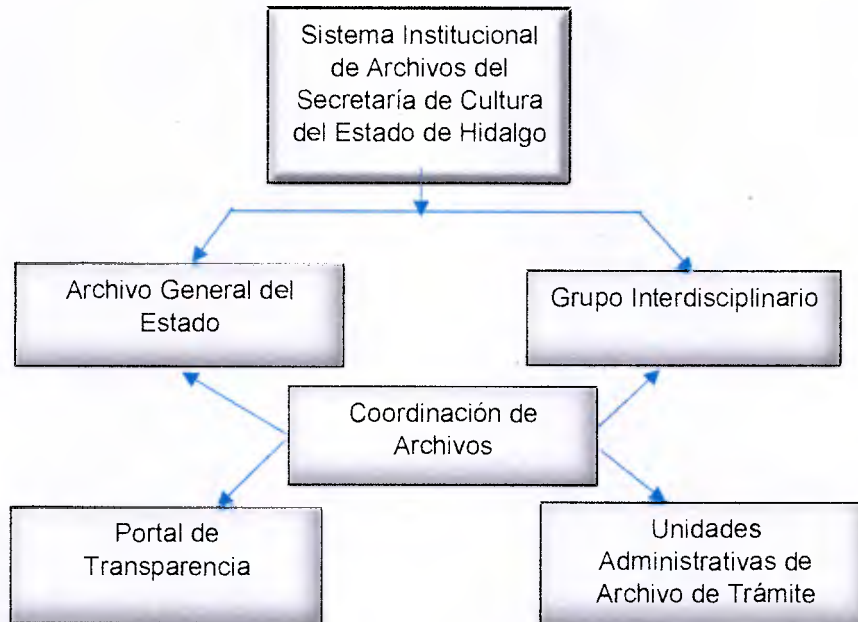 Sistema Institucional
de Archivos del
Secretaría de Cultura
del Estado de Hidalgo
Archivo General del
Estado
Grupo Interdisciplinario
Coordinación de
Archivos
Portal de
Transparencia
Unidades
Administrativas de
Archivo de Trámite